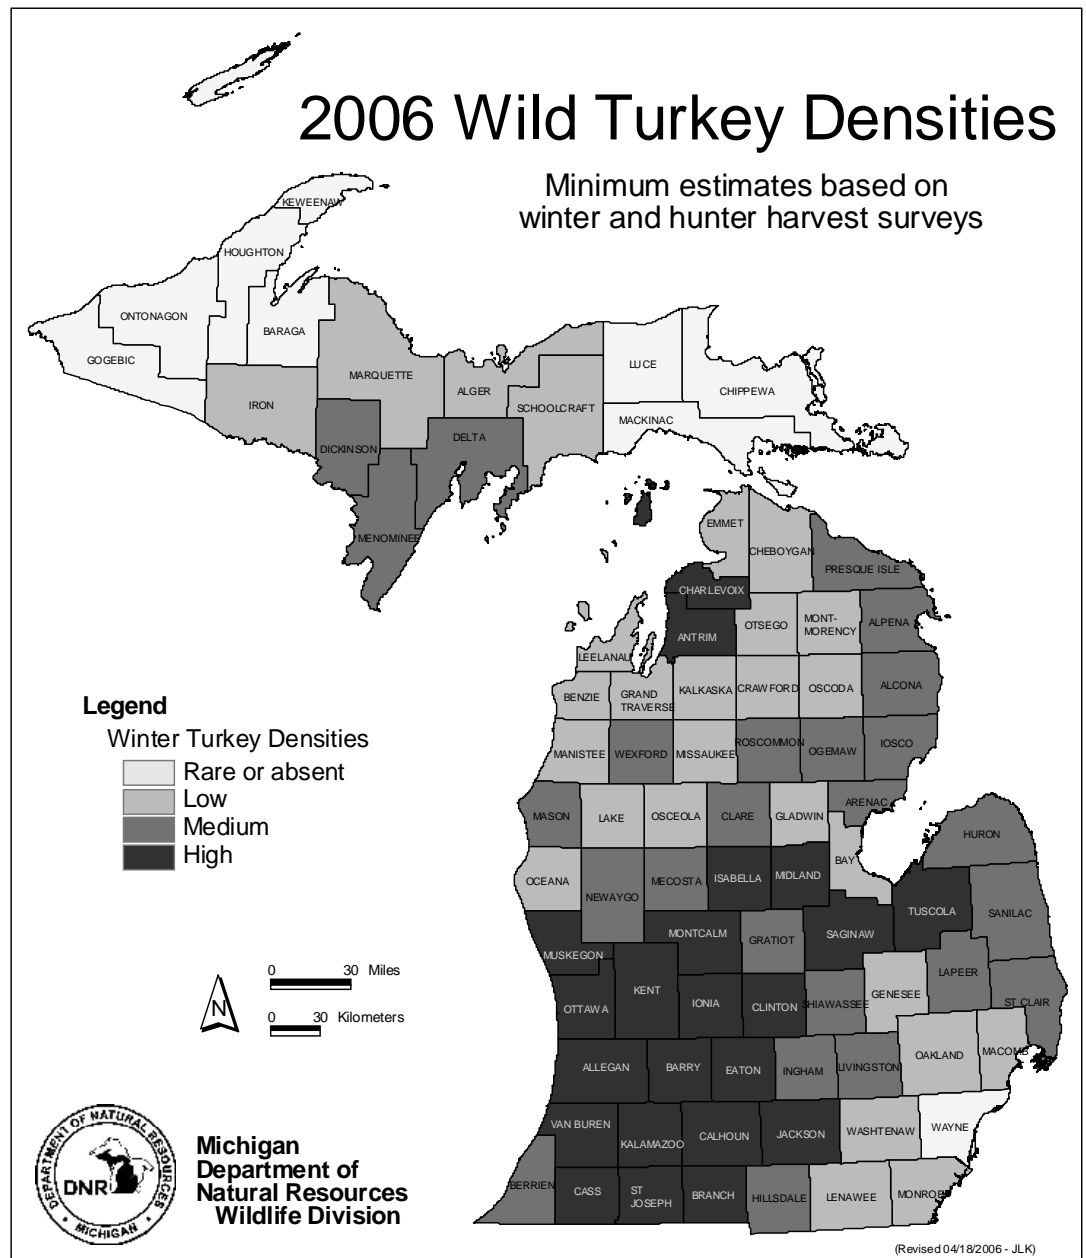 2006 Wild Turkey Densities
Minimum estimates based on
winter and hunter harvest surveys
KEWEENAW
HOUGHTON
ONTONAGON
BARAGA
GOGEBIC
LUCE
MARQUETTE
ALGER
CHIPPEWA
IRON
SCHOOLCRAFT
MACKINAC
DICKINSON
DELTA
MENOMINEE
EMMET
CHEBOYGAN
PRESQUE ISLE
CHARLEVOIX
ANTRIM
OTSEGO
MONT-
MORENCY
ALPENA
LEELANAU
BENZIE
GRAND
TRAVERSE
KALKASKA
CRAWFORD
OSCODA
ALCONA
MANISTEE
WEXFORD
MISSAUKEE
ROSCOMMON
OGEMAW
IOSCO
Legend
Winter Turkey Densities
Rare or absent
Low
Medium
High
MASON
LAKE
OSCEOLA
CLARE
GLADWIN
ARENAC
HURON
OCEANA
NEWAYGO
MECOSTA
ISABELLA
MIDLAND
BAY
TUSCOLA
SANILAC
MUSKEGON
MONTCALM
GRATIOT
SAGINAW
LAPEER
ST CLAIR
OTTAWA
KENT
IONIA
CLINTON
SHIAWASSEE
GENESEE
0 30 Miles
0 30 Kilometers
N
ALLEGAN
BARRY
EATON
INGHAM
LIVINGSTON
OAKLAND
MACOMB
VAN BUREN
KALAMAZOO
CALHOUN
JACKSON
WASHTENAW
WAYNE
BERRIEN
CASS
ST
JOSEPH
BRANCH
HILLSDALE
LENAWEE
MONROE
DEPARTMENT OF NATURAL RESOURCES
DNR
MICHIGAN
Michigan
Department of
Natural Resources
Wildlife Division
(Revised 04/18/2006 - JLK)